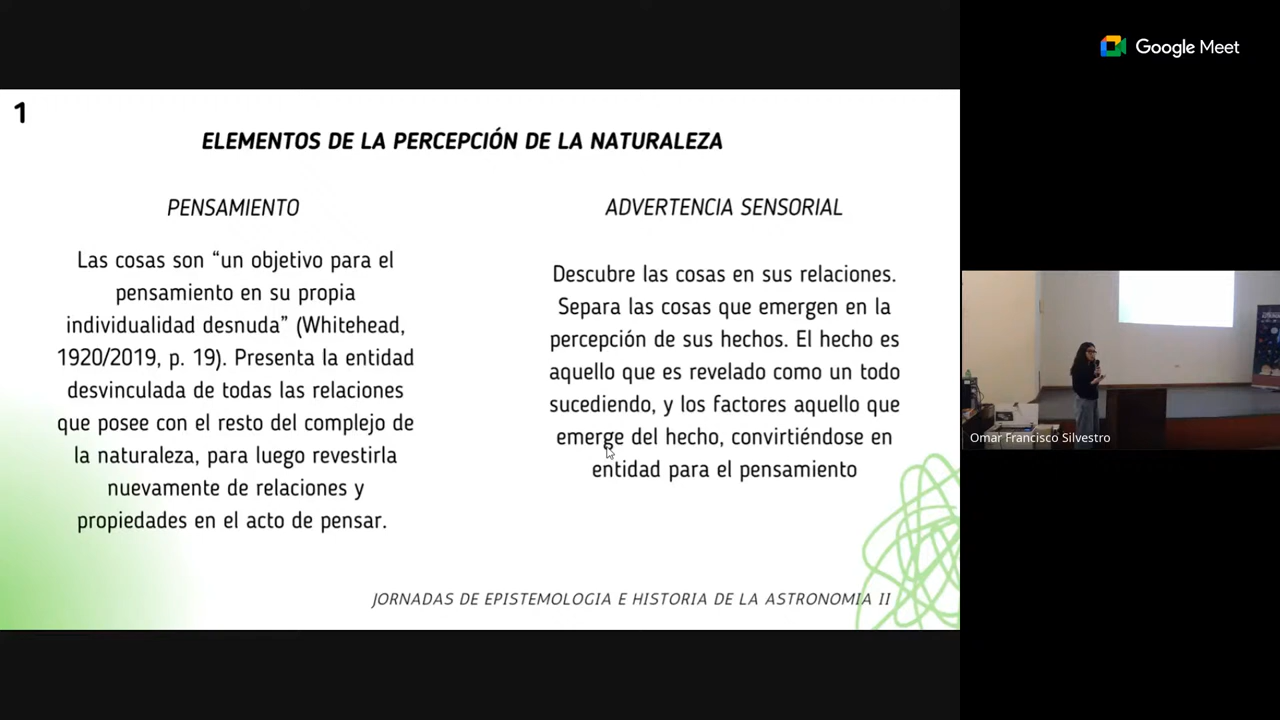 Google Meet
1
ELEMENTOS DE LA PERCEPCIÓN DE LA NATURALEZA
PENSAMIENTO
Las cosas son “un objetivo para el
pensamiento en su propia
individualidad desnuda” (Whitehead,
1920/2019, p. 19). Presenta la entidad
desvinculada de todas las relaciones
que posee con el resto del complejo de
la naturaleza, para luego revestirla
nuevamente de relaciones y
propiedades en el acto de pensar.
ADVERTENCIA SENSORIAL
Descubre las cosas en sus relaciones.
Separa las cosas que emergen en la
percepción de sus hechos. El hecho es
aquello que es revelado como un todo
sucediendo, y los factores aquello que
emerge del hecho, convirtiéndose en
entidad para el pensamiento
JORNADAS DE EPISTEMOLOGIA E HISTORIA DE LA ASTRONOMIA II
Omar Francisco Silvestro